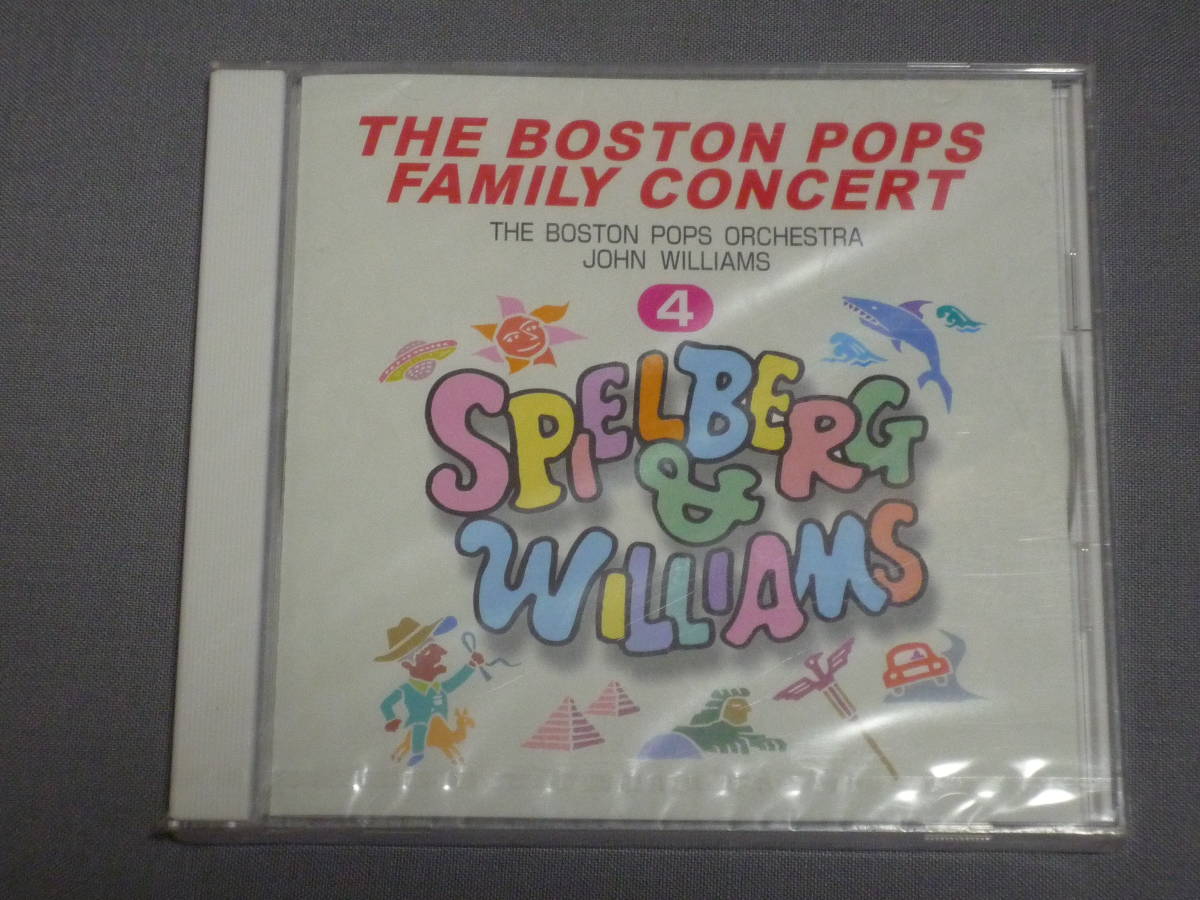 THE BOSTON POPS
FAMILY CONCERT
THE BOSTON POPS ORCHESTRA
JOHN WILLIAMS
4
SPIELBERG
&
WILLIAMS